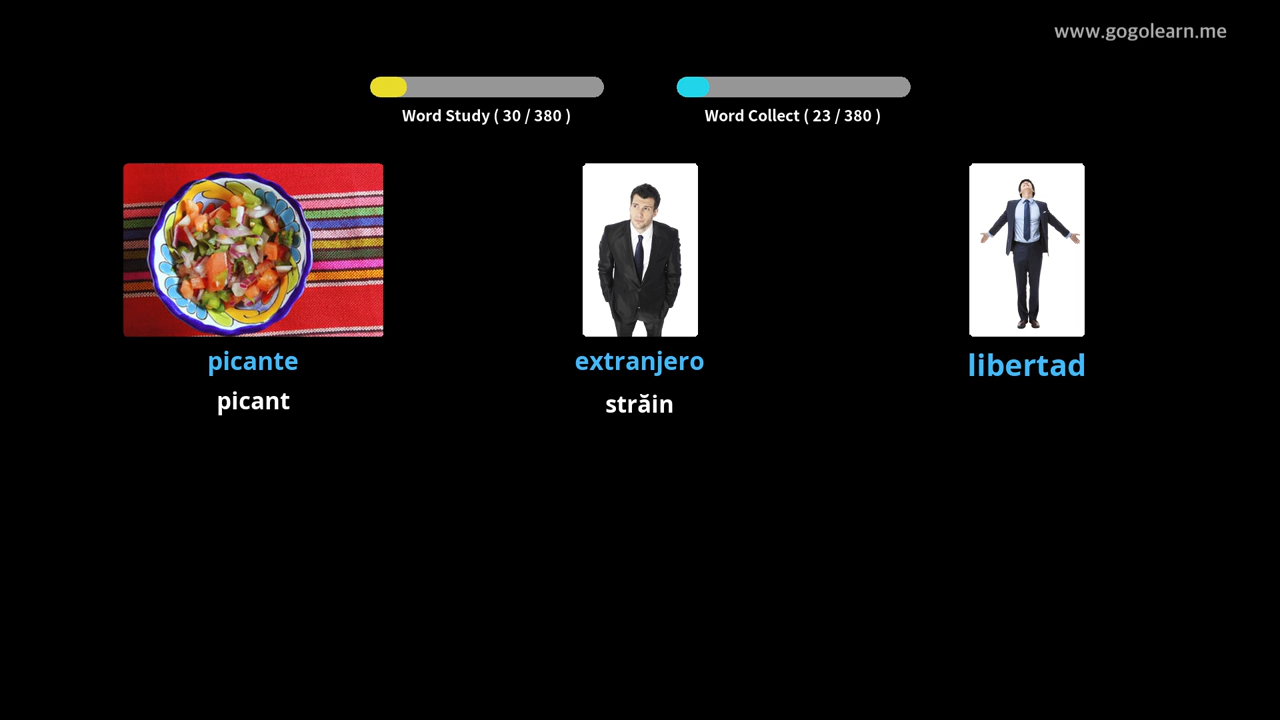 www.gogolearn.me
Word Study ( 30 / 380 )
Word Collect ( 23 / 380 )
picante
picant
extranjero
străin
libertad